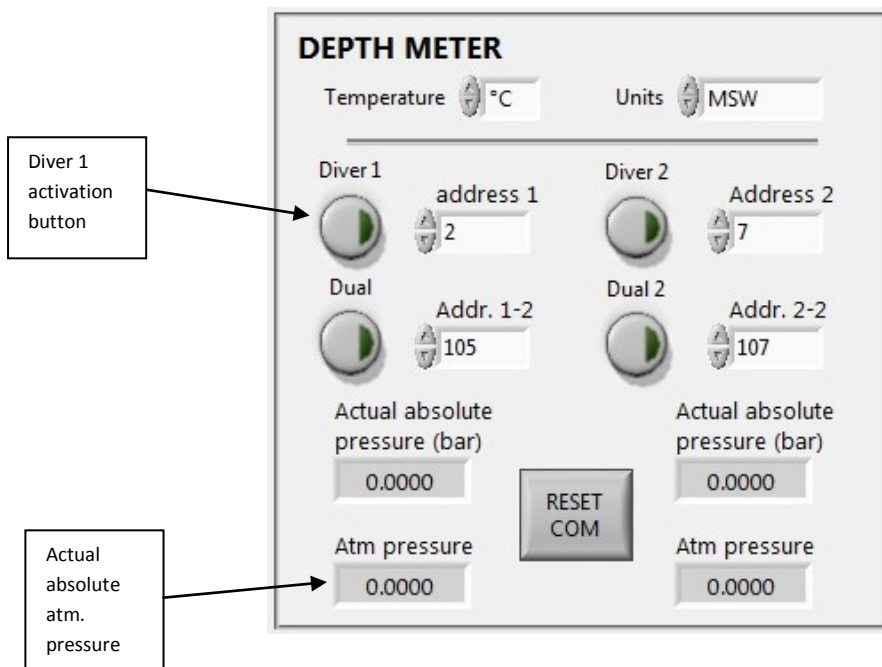 DEPTH METER
Temperature °C Units MSW
Diver 1
activation
button
Diver 1 Diver 2
address 1 Address 2
2 7
Dual Dual 2
Addr. 1-2 Addr. 2-2
105 107
Actual absolute
pressure (bar)
0.0000
Actual absolute
pressure (bar)
0.0000
RESET
COM
Actual
absolute
atm.
pressure
Atm pressure Atm pressure
0.0000 0.0000